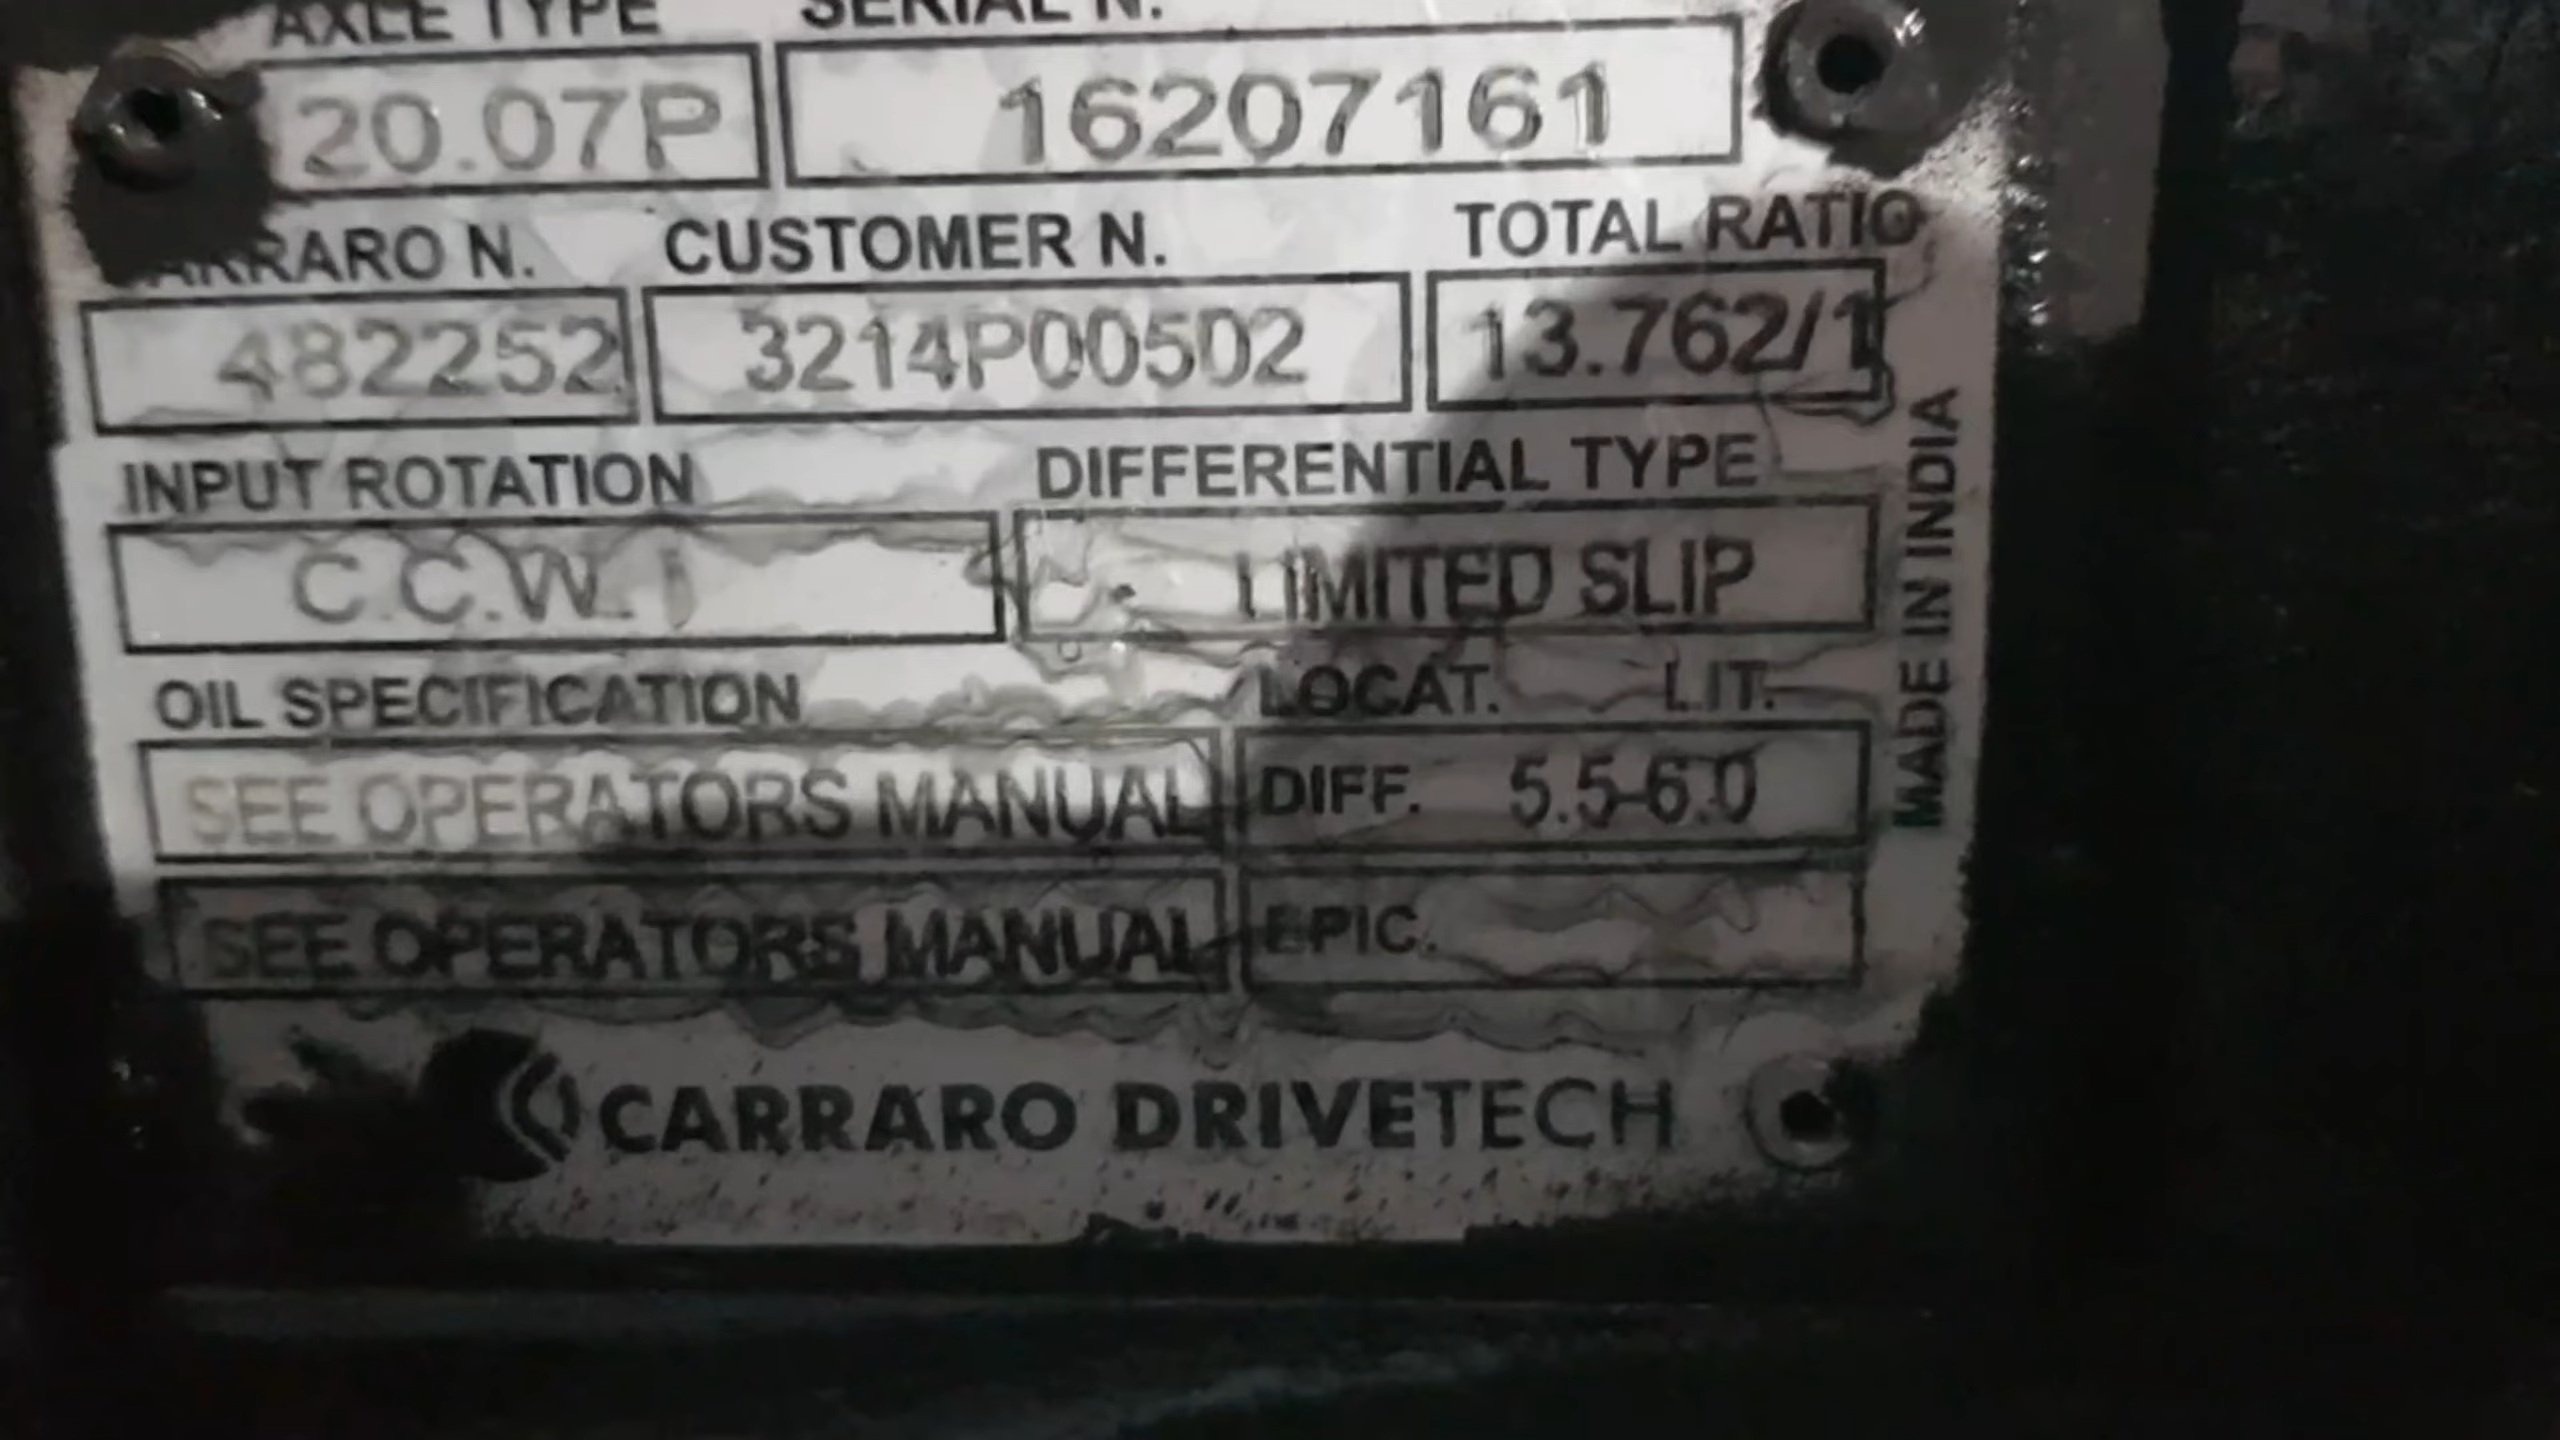 AXLE TYPE SERIAL N.
20.07P 16207161
CARRARO N. CUSTOMER N. TOTAL RATIO
482252 3214P00502 13.762/1
INPUT ROTATION DIFFERENTIAL TYPE
C.C.W. LIMITED SLIP
OIL SPECIFICATION LOCAT. LIT.
SEE OPERATORS MANUAL DIFF. 5.5-6.0
SEE OPERATORS MANUAL EPIC.
MADE IN INDIA
CARRARO DRIVETECH